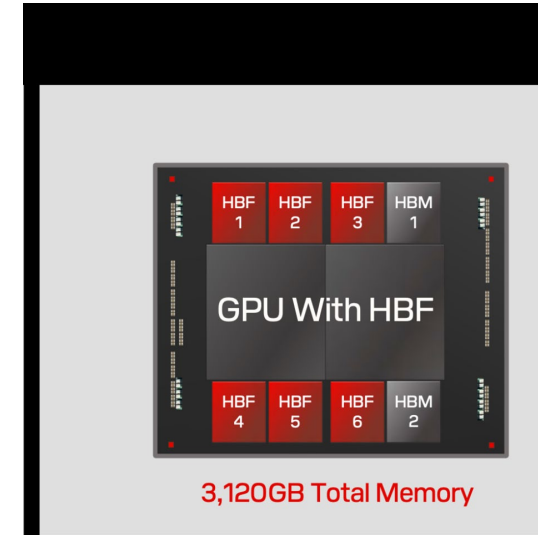 HBF HBF HBF HBM
1 2 3 1
GPU With HBF
HBF HBF HBF HBM
4 5 6 2
3,120GB Total Memory